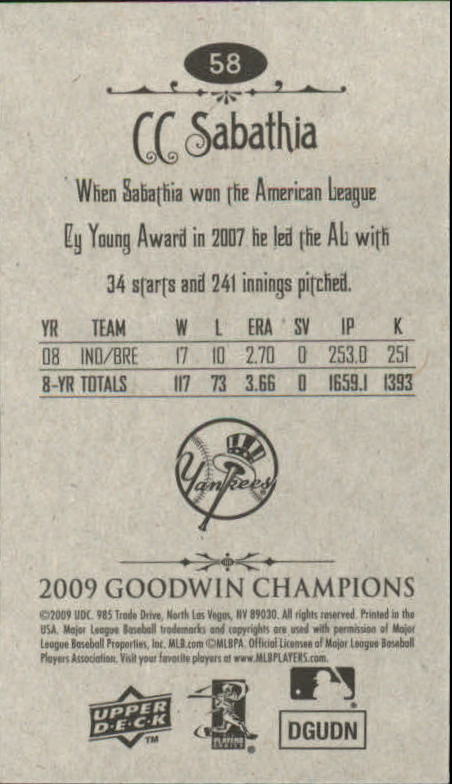 58
CC Sabathia
When Sabathia won the American League
Cy Young Award in 2007 he led the AL with
34 starts and 241 innings pitched.
YR TEAM W L ERA SV IP K
08 IND/BRE 17 10 2.70 0 253.0 251
8-YR TOTALS 117 73 3.66 0 1659.1 1393
Yankees
2009 GOODWIN CHAMPIONS
©2009 UDC. 985 Trade Drive, North Las Vegas, NV 89030. All rights reserved. Printed in the
USA. Major League Baseball trademarks and copyrights are used with permission of Major
League Baseball Properties, Inc. MLB.com ©MLBPA. Official Licensee of Major League Baseball
Players Association. Visit your favorite players at www.MLBPLAYERS.com.
UPPER
D·E·C·K
TM
PLAYERS
DGUDN